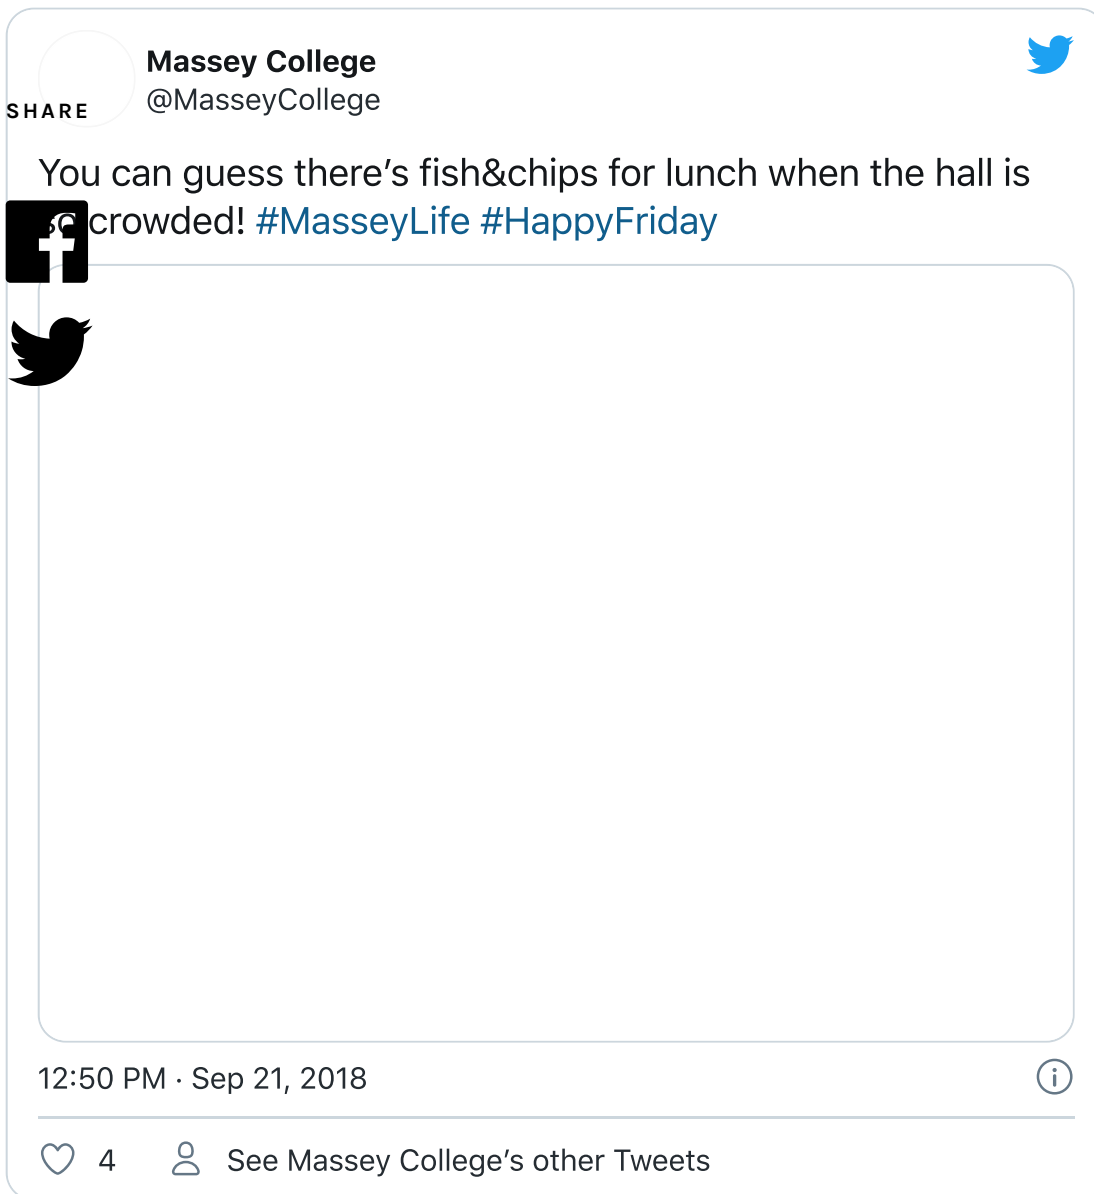 Massey College
@MasseyCollege
SHARE
You can guess there’s fish&chips for lunch when the hall is
so crowded! #MasseyLife #HappyFriday
12:50 PM · Sep 21, 2018
4 See Massey College’s other Tweets